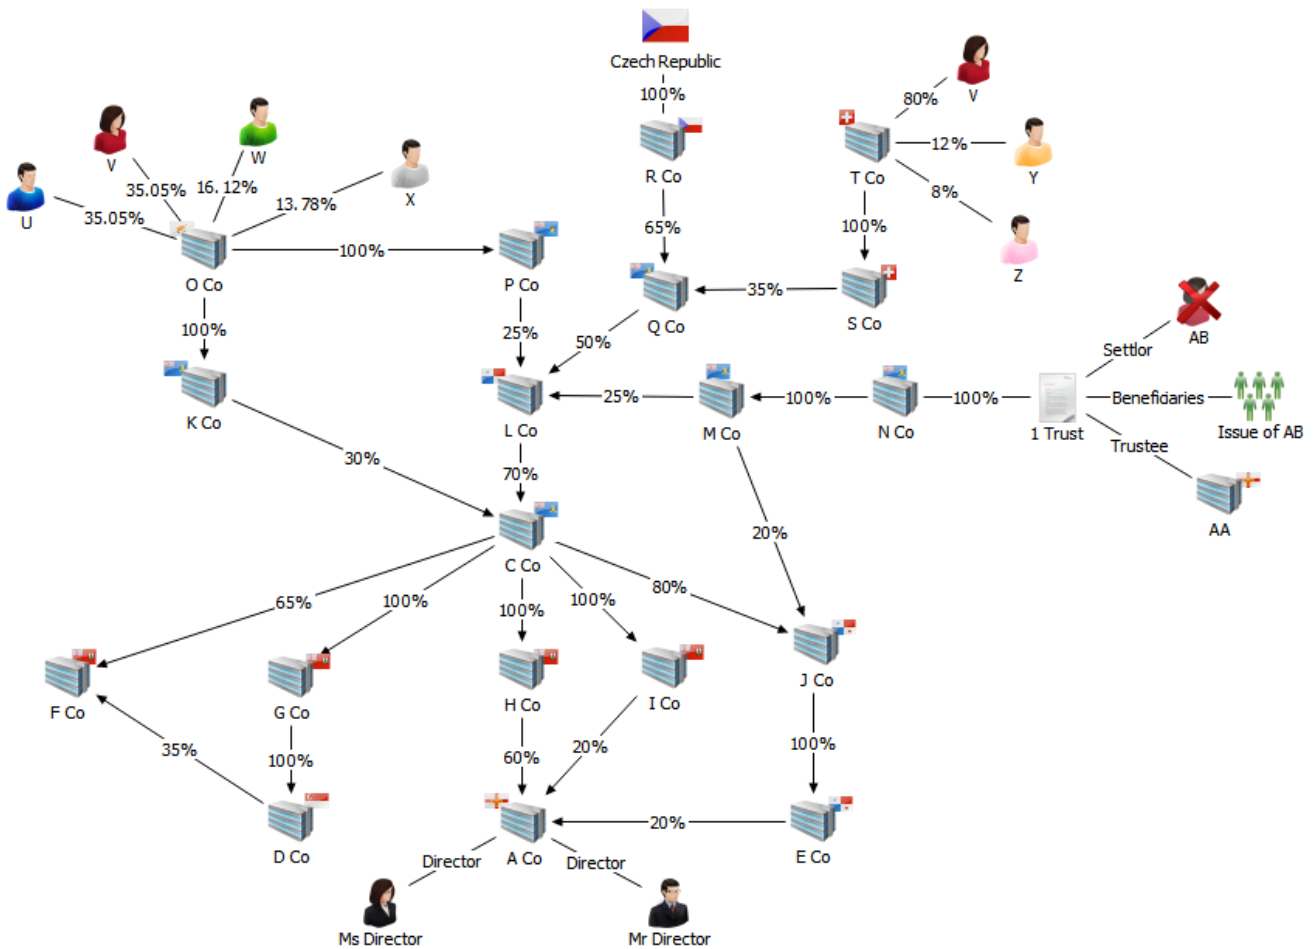 Czech Republic
100%
V
80%
V
W
12%
Y
R Co
T Co
U
35.05%
35.05%
16.12%
13.78%
X
65%
100%
8%
Z
O Co
100%
P Co
Q Co
35%
S Co
AB
100%
25%
50%
Settlor
K Co
L Co
25%
M Co
100%
N Co
100%
1 Trust
Beneficiaries
Issue of AB
Trustee
AA
30%
70%
20%
C Co
65%
100%
100%
100%
80%
F Co
G Co
H Co
I Co
J Co
35%
100%
60%
20%
100%
D Co
A Co
20%
E Co
Director
Director
Ms Director
Mr Director